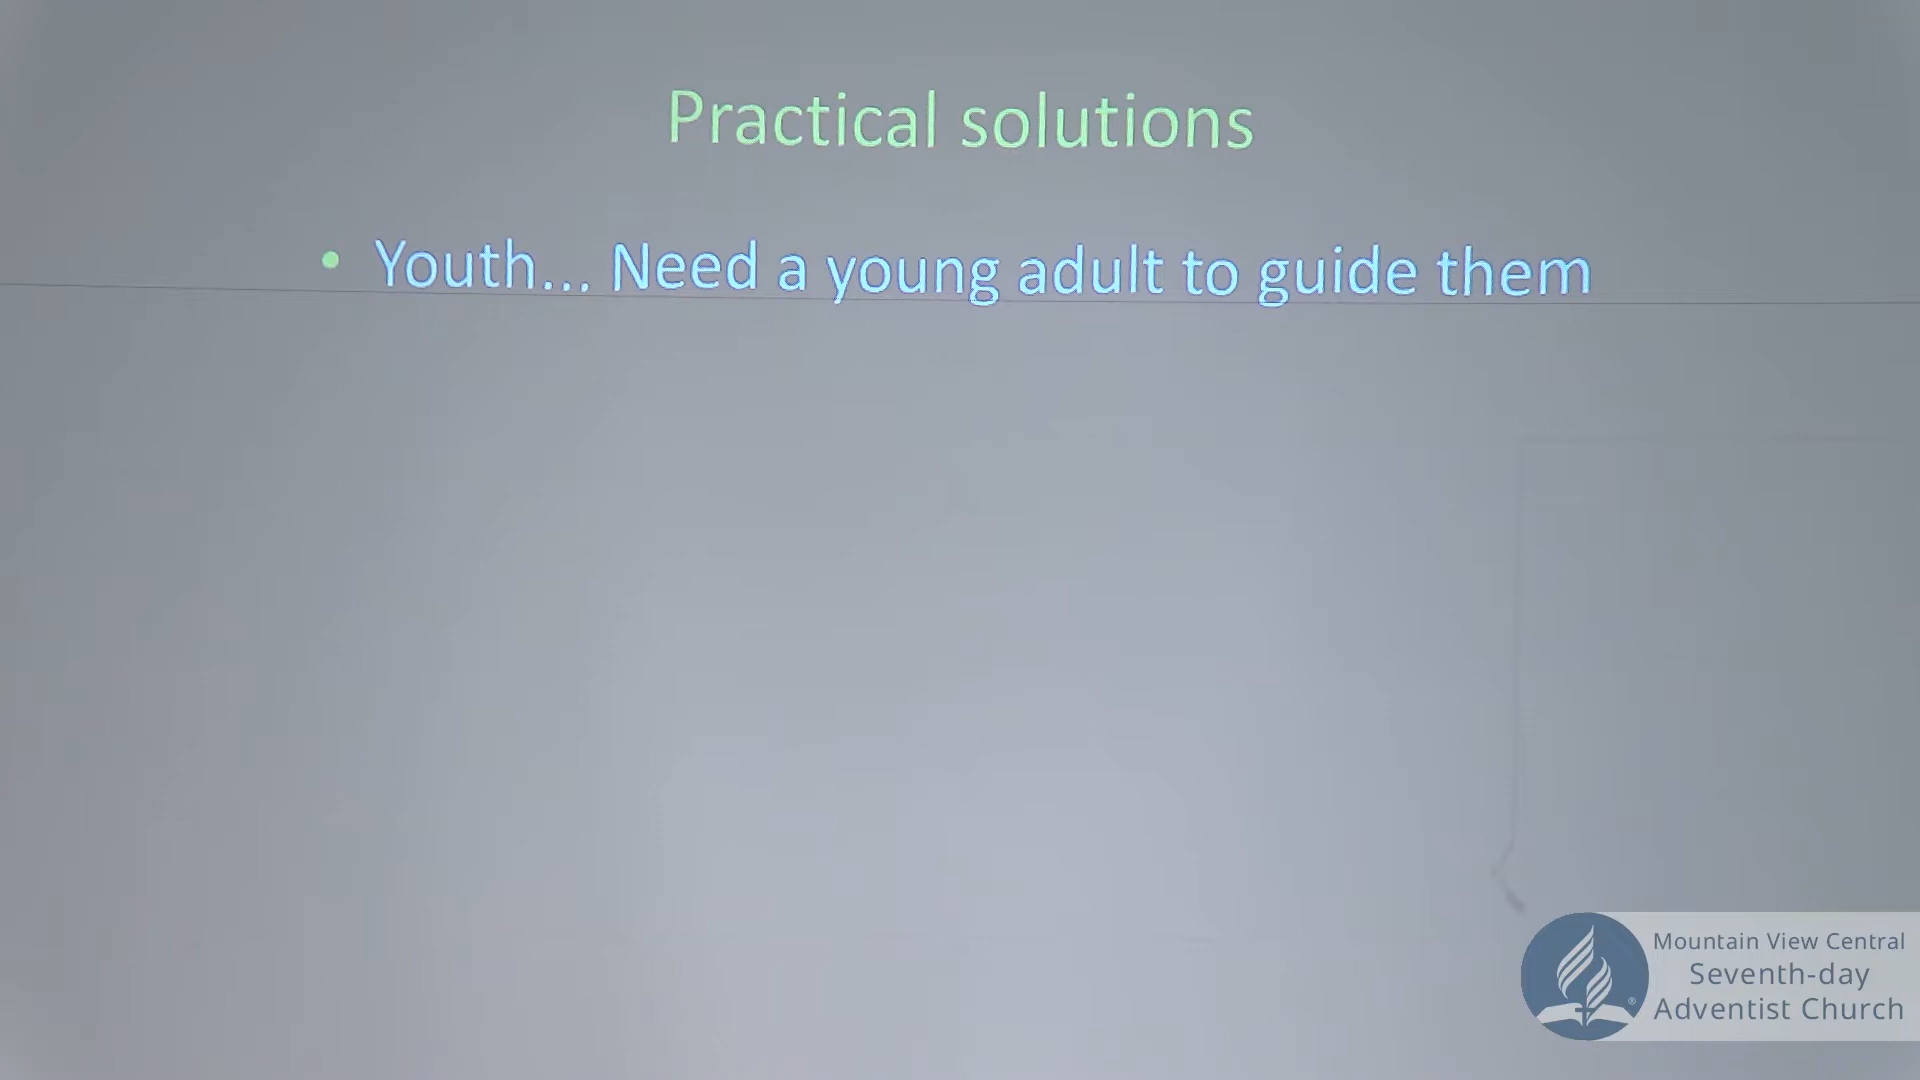 Practical solutions
• Youth... Need a young adult to guide them
Mountain View Central
Seventh-day
Adventist Church
®